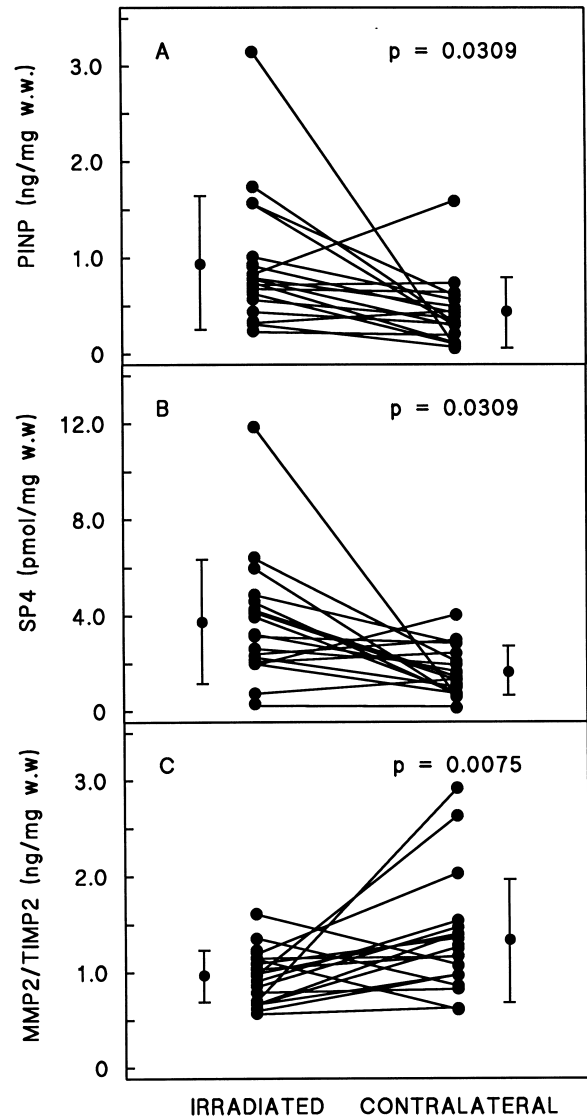 A
p = 0.0309
PINP (ng/mg w.w.)
3.0
2.0
1.0
0
B
p = 0.0309
SP4 (pmol/mg w.w)
12.0
8.0
4.0
0
C
p = 0.0075
MMP2/TIMP2 (ng/mg w.w)
3.0
2.0
1.0
0
IRRADIATED
CONTRALATERAL